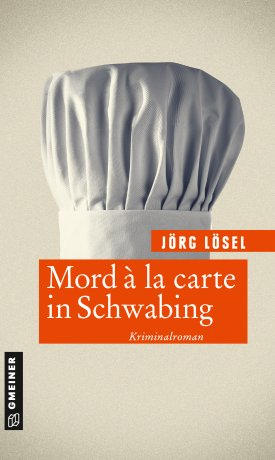 JÖRG LÖSEL
Mord à la carte
in Schwabing
Kriminalroman
GMEINER